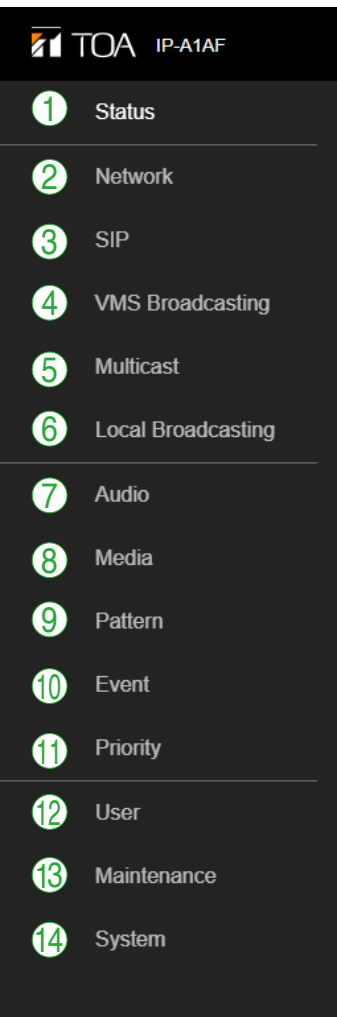 TOA IP-A1AF
1 Status
2 Network
3 SIP
4 VMS Broadcasting
5 Multicast
6 Local Broadcasting
7 Audio
8 Media
9 Pattern
10 Event
11 Priority
12 User
13 Maintenance
14 System